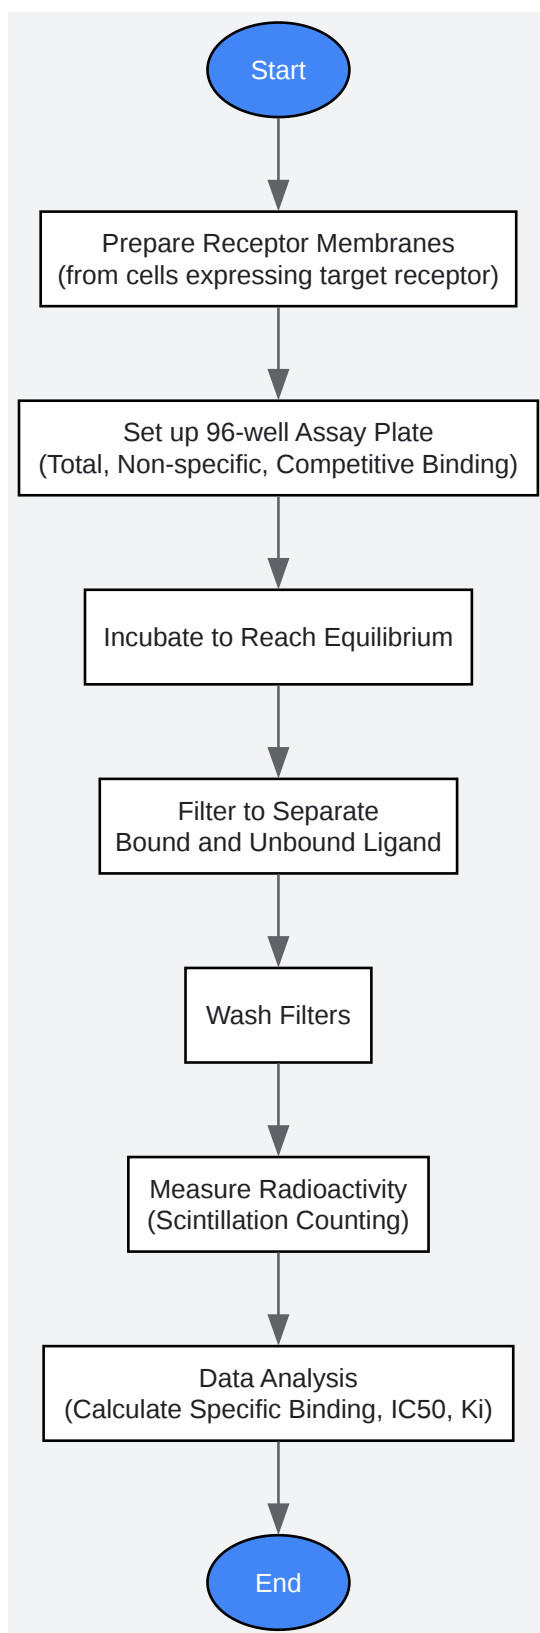 Start
Prepare Receptor Membranes
(from cells expressing target receptor)
Set up 96-well Assay Plate
(Total, Non-specific, Competitive Binding)
Incubate to Reach Equilibrium
Filter to Separate
Bound and Unbound Ligand
Wash Filters
Measure Radioactivity
(Scintillation Counting)
Data Analysis
(Calculate Specific Binding, IC50, Ki)
End